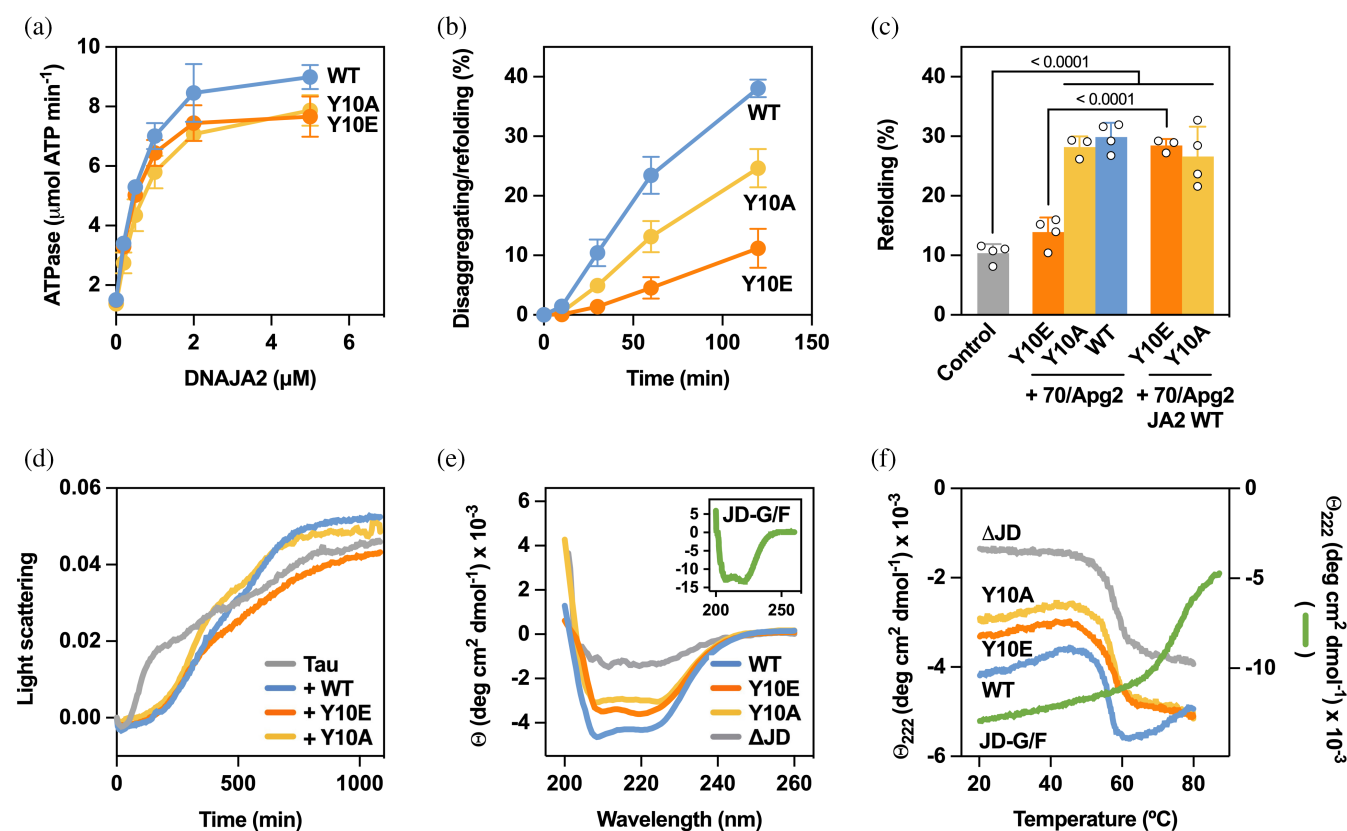 (a)
ATPase (μmol ATP min⁻¹)
10
8
6
4
2
0
2
4
6
DNAJA2 (μM)
WT
Y10A
Y10E
(b)
Disaggregating/refolding (%)
40
30
20
10
0
0
50
100
150
Time (min)
WT
Y10A
Y10E
(c)
Refolding (%)
40
30
20
10
0
< 0.0001
< 0.0001
Control
Y10E
Y10A
WT
Y10E
Y10A
+ 70/Apg2
+ 70/Apg2
JA2 WT
(d)
Light scattering
0.06
0.04
0.02
0.00
0
500
1000
Time (min)
Tau
+ WT
+ Y10E
+ Y10A
(e)
Θ (deg cm² dmol⁻¹) x 10⁻³
6
4
2
0
-2
-4
200
220
240
260
Wavelength (nm)
JD-G/F
5
0
-5
-10
-15
200
250
WT
Y10E
Y10A
ΔJD
(f)
Θ₂₂₂ (deg cm² dmol⁻¹) x 10⁻³
0
-2
-4
-6
20
40
60
80
Temperature (ºC)
ΔJD
Y10A
Y10E
WT
JD-G/F
0
-5
-10
Θ₂₂₂ (deg cm² dmol⁻¹) x 10⁻³
( )